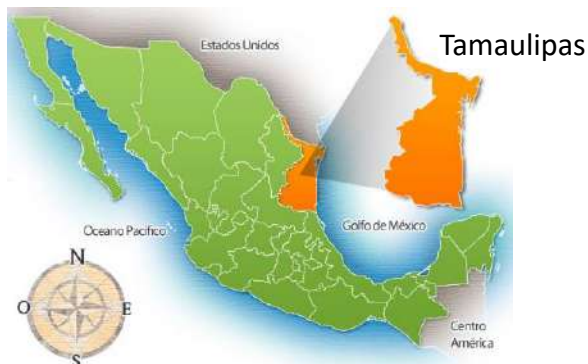 Estados Unidos
Tamaulipas
Oceano Pacifico
Golfo de México
N
O
E
S
Centro
América